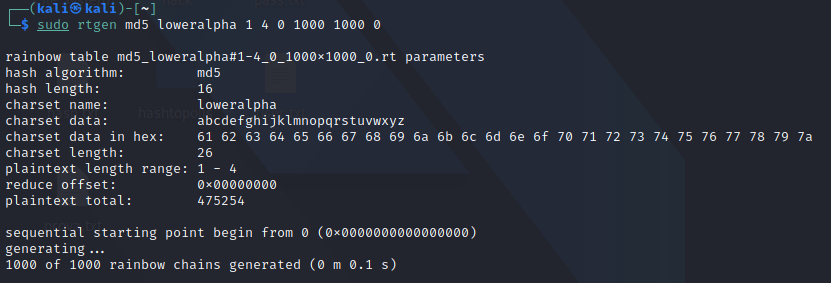 ┌──(kali㉿kali)-[~]
└─$ sudo rtgen md5 loweralpha 1 4 0 1000 1000 0
rainbow table md5_loweralpha#1-4_0_1000×1000_0.rt parameters
hash algorithm: md5
hash length: 16
charset name: loweralpha
charset data: abcdefghijklmnopqrstuvwxyz
charset data in hex: 61 62 63 64 65 66 67 68 69 6a 6b 6c 6d 6e 6f 70 71 72 73 74 75 76 77 78 79 7a
charset length: 26
plaintext length range: 1 - 4
reduce offset: 0×00000000
plaintext total: 475254
sequential starting point begin from 0 (0×0000000000000000)
generating...
1000 of 1000 rainbow chains generated (0 m 0.1 s)